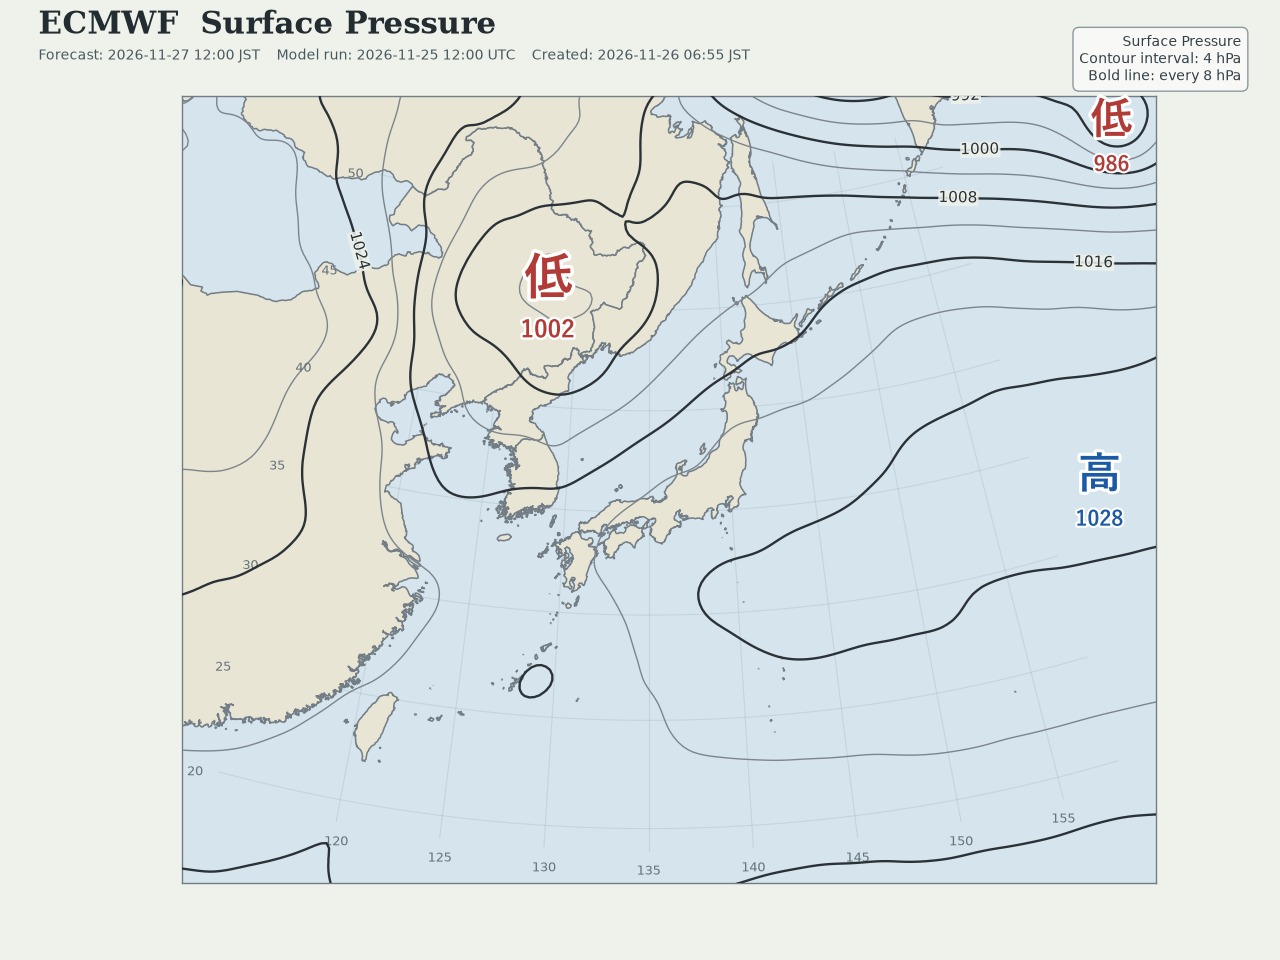 ECMWF  Surface Pressure
Forecast: 2026-11-27 12:00 JST    Model run: 2026-11-25 12:00 UTC    Created: 2026-11-26 06:55 JST
Surface Pressure
Contour interval: 4 hPa
Bold line: every 8 hPa
992
低
986
1000
50
1008
1024
1016
45
低
1002
40
35
高
1028
30
25
20
155
120
125
130
135
140
145
150